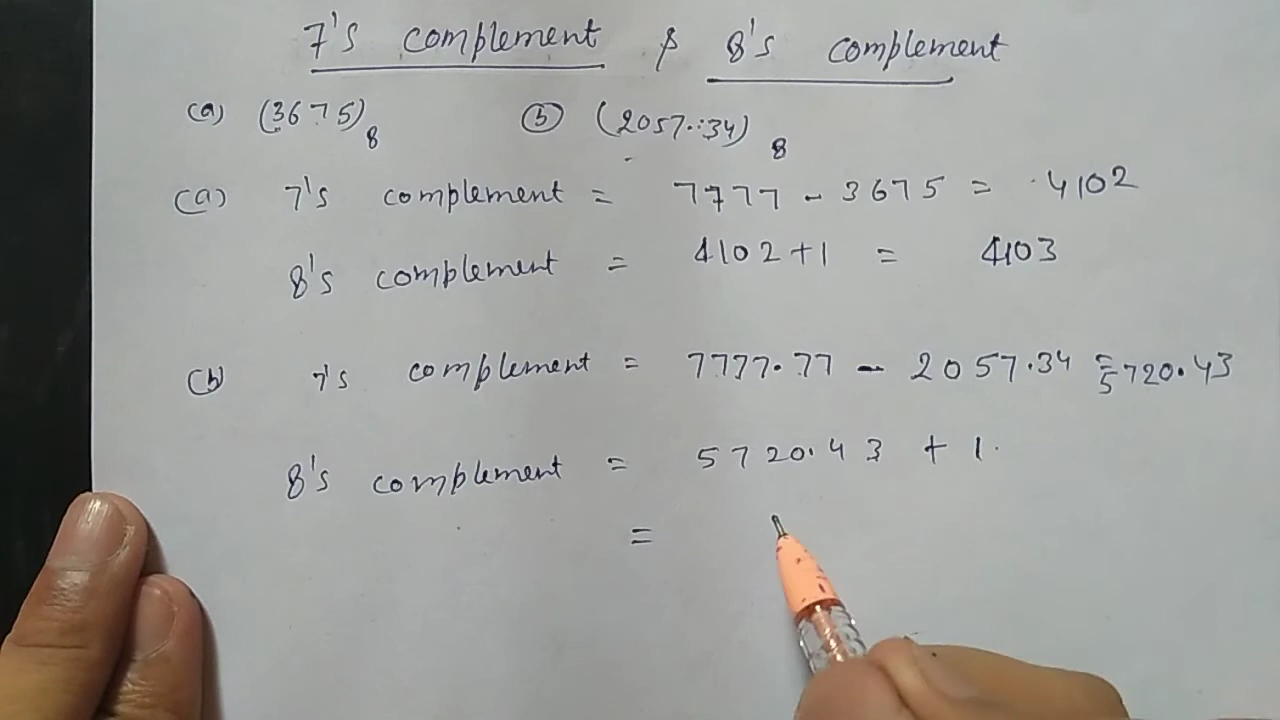 7's complement & 8's complement
(a) (3675)8 (b) (2057.34)8
(a) 7's complement = 7777 - 3675 = 4102
8's complement = 4102+1 = 4103
(b) 7's complement = 7777.77 - 2057.34 = 5720.43
8's complement = 5720.43 + 1.
=